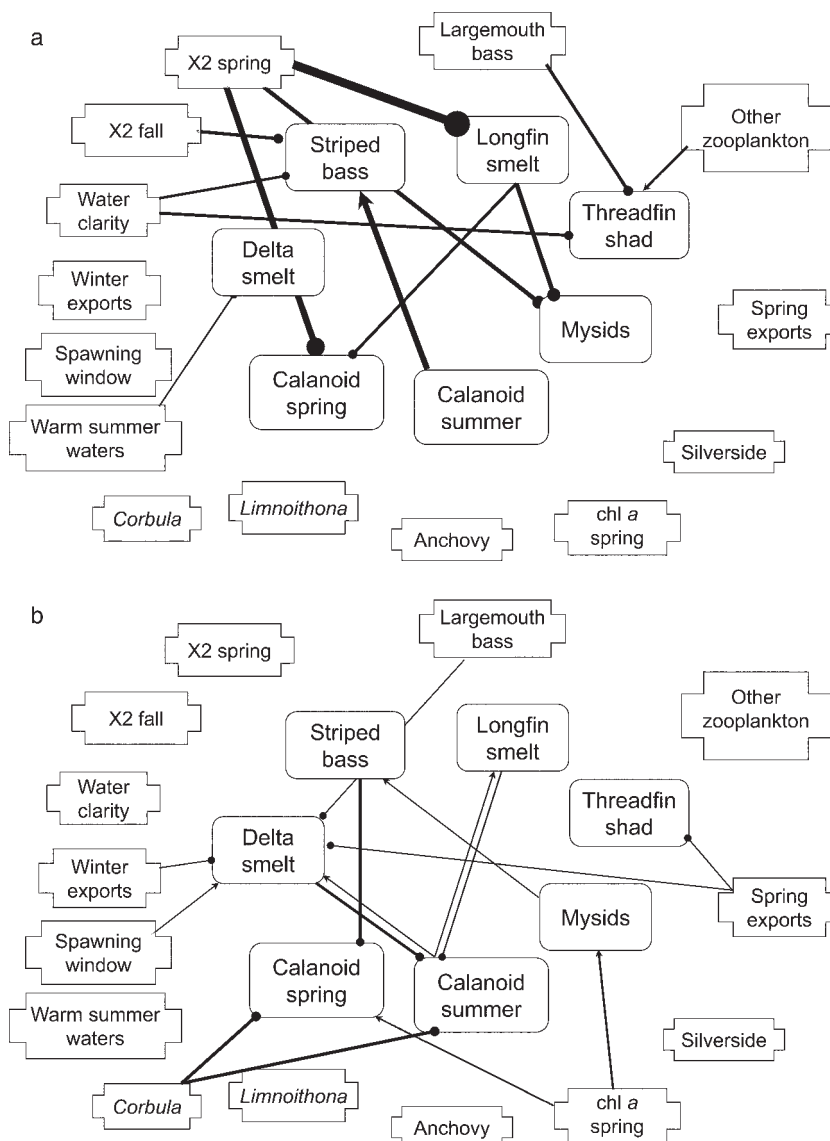 a
Largemouth
bass
X2 spring
Other
zooplankton
X2 fall
Striped
bass
Longfin
smelt
Water
clarity
Threadfin
shad
Delta
smelt
Winter
exports
Mysids
Spring
exports
Spawning
window
Calanoid
spring
Calanoid
summer
Warm summer
waters
Silverside
Corbula
Limnoithona
Anchovy
chl a
spring
b
Largemouth
bass
X2 spring
Other
zooplankton
X2 fall
Striped
bass
Longfin
smelt
Water
clarity
Threadfin
shad
Delta
smelt
Winter
exports
Mysids
Spring
exports
Spawning
window
Calanoid
spring
Calanoid
summer
Warm summer
waters
Silverside
Corbula
Limnoithona
Anchovy
chl a
spring